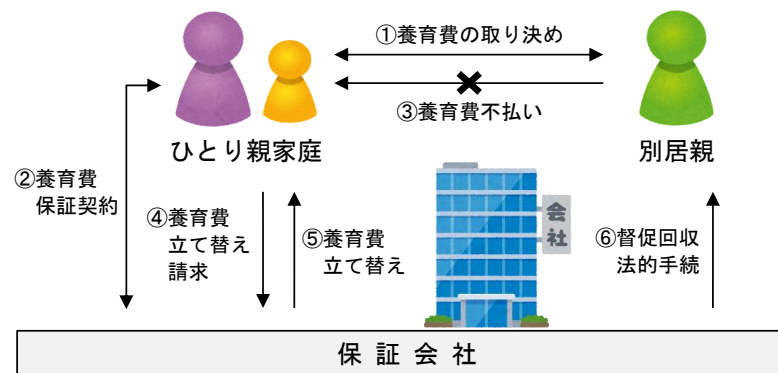 ①養育費の取り決め
③養育費不払い
ひとり親家庭
別居親
②養育費
保証契約
④養育費
立て替え
請求
⑤養育費
立て替え
会社
⑥督促回収
法的手続
保証会社